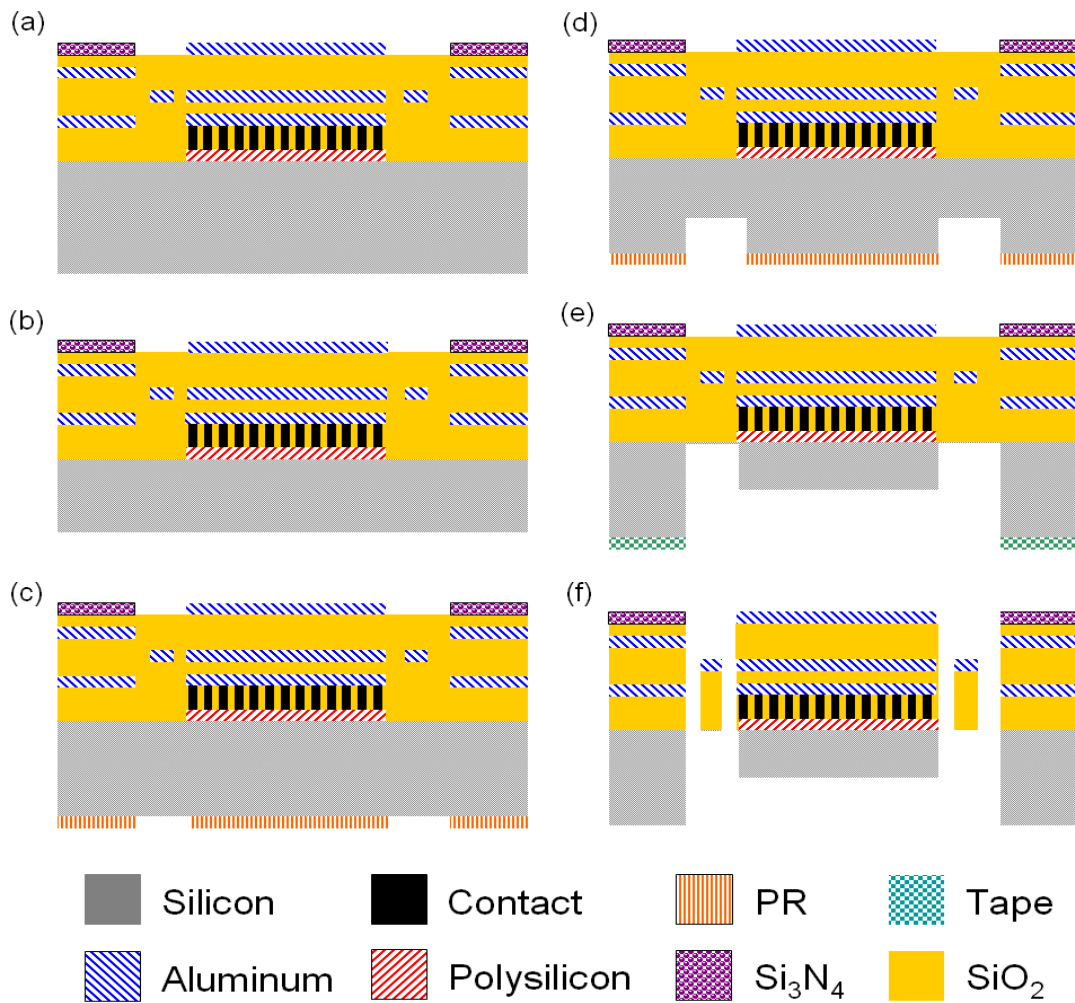 (a)
(d)
(b)
(e)
(c)
(f)
Silicon
Contact
PR
Tape
Aluminum
Polysilicon
Si₃N₄
SiO₂